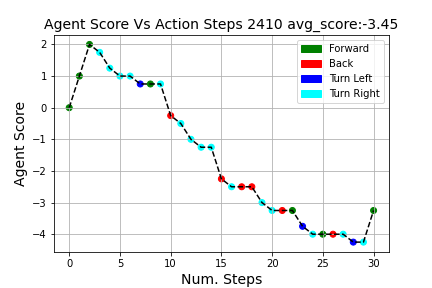 Agent Score Vs Action Steps 2410 avg_score:-3.45
Agent Score
2
1
0
−1
−2
−3
−4
Forward
Back
Turn Left
Turn Right
0 5 10 15 20 25 30
Num. Steps